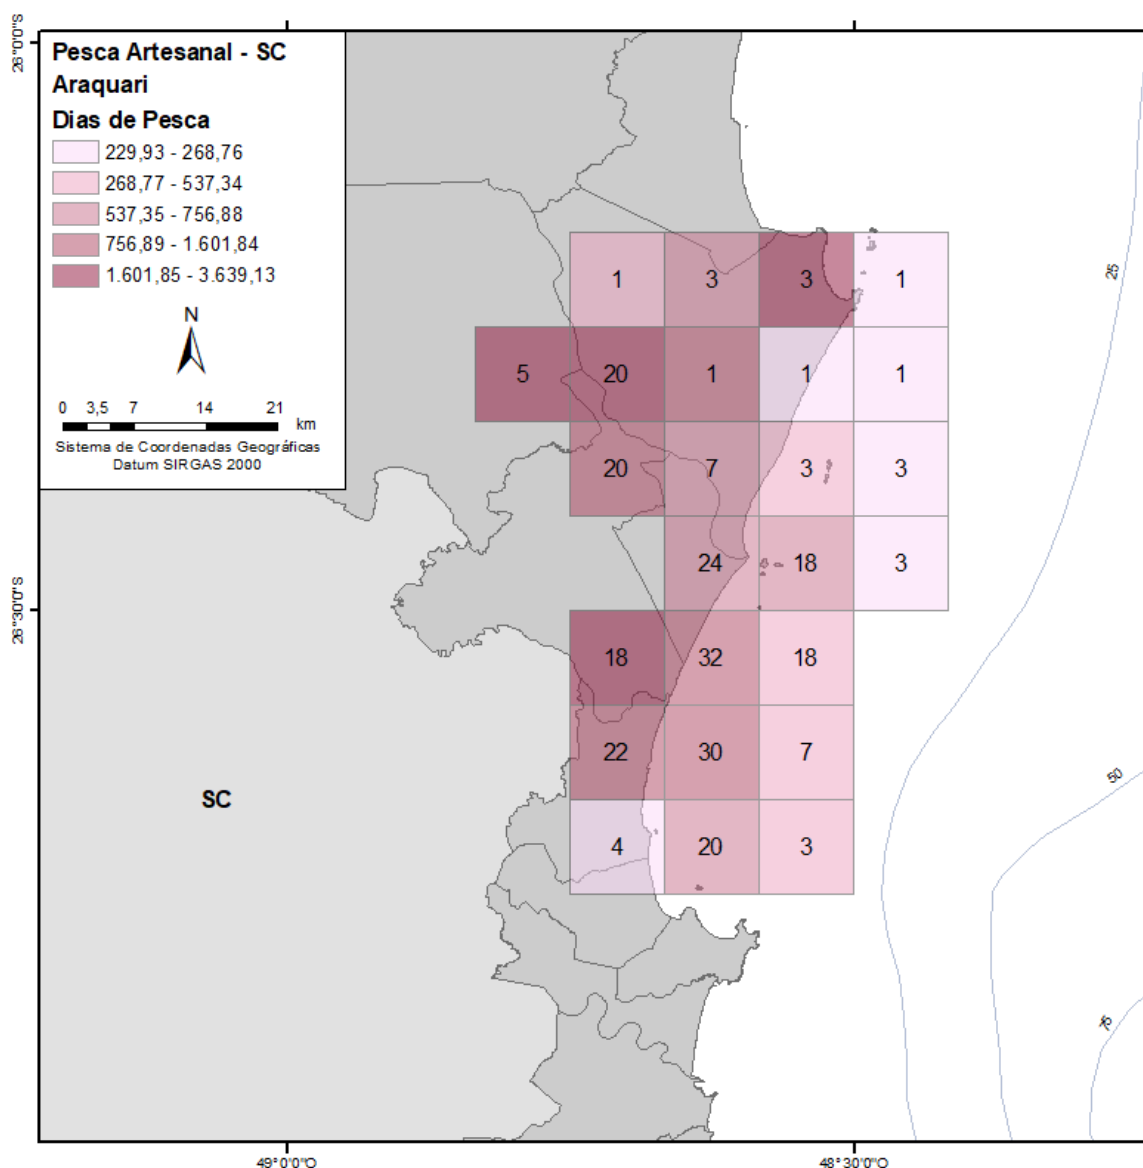 26°0'0"S
Pesca Artesanal - SC
Araquari
Dias de Pesca
229,93 - 268,76
268,77 - 537,34
537,35 - 756,88
756,89 - 1.601,84
1.601,85 - 3.639,13
N
0 3,5 7 14 21
km
Sistema de Coordenadas Geográficas
Datum SIRGAS 2000
25
1 3 3 1
5 20 1 1 1
20 7 3 3
24 18 3
26°30'0"S
18 32 18
22 30 7
50
SC
4 20 3
75
49°0'0"O 48°30'0"O